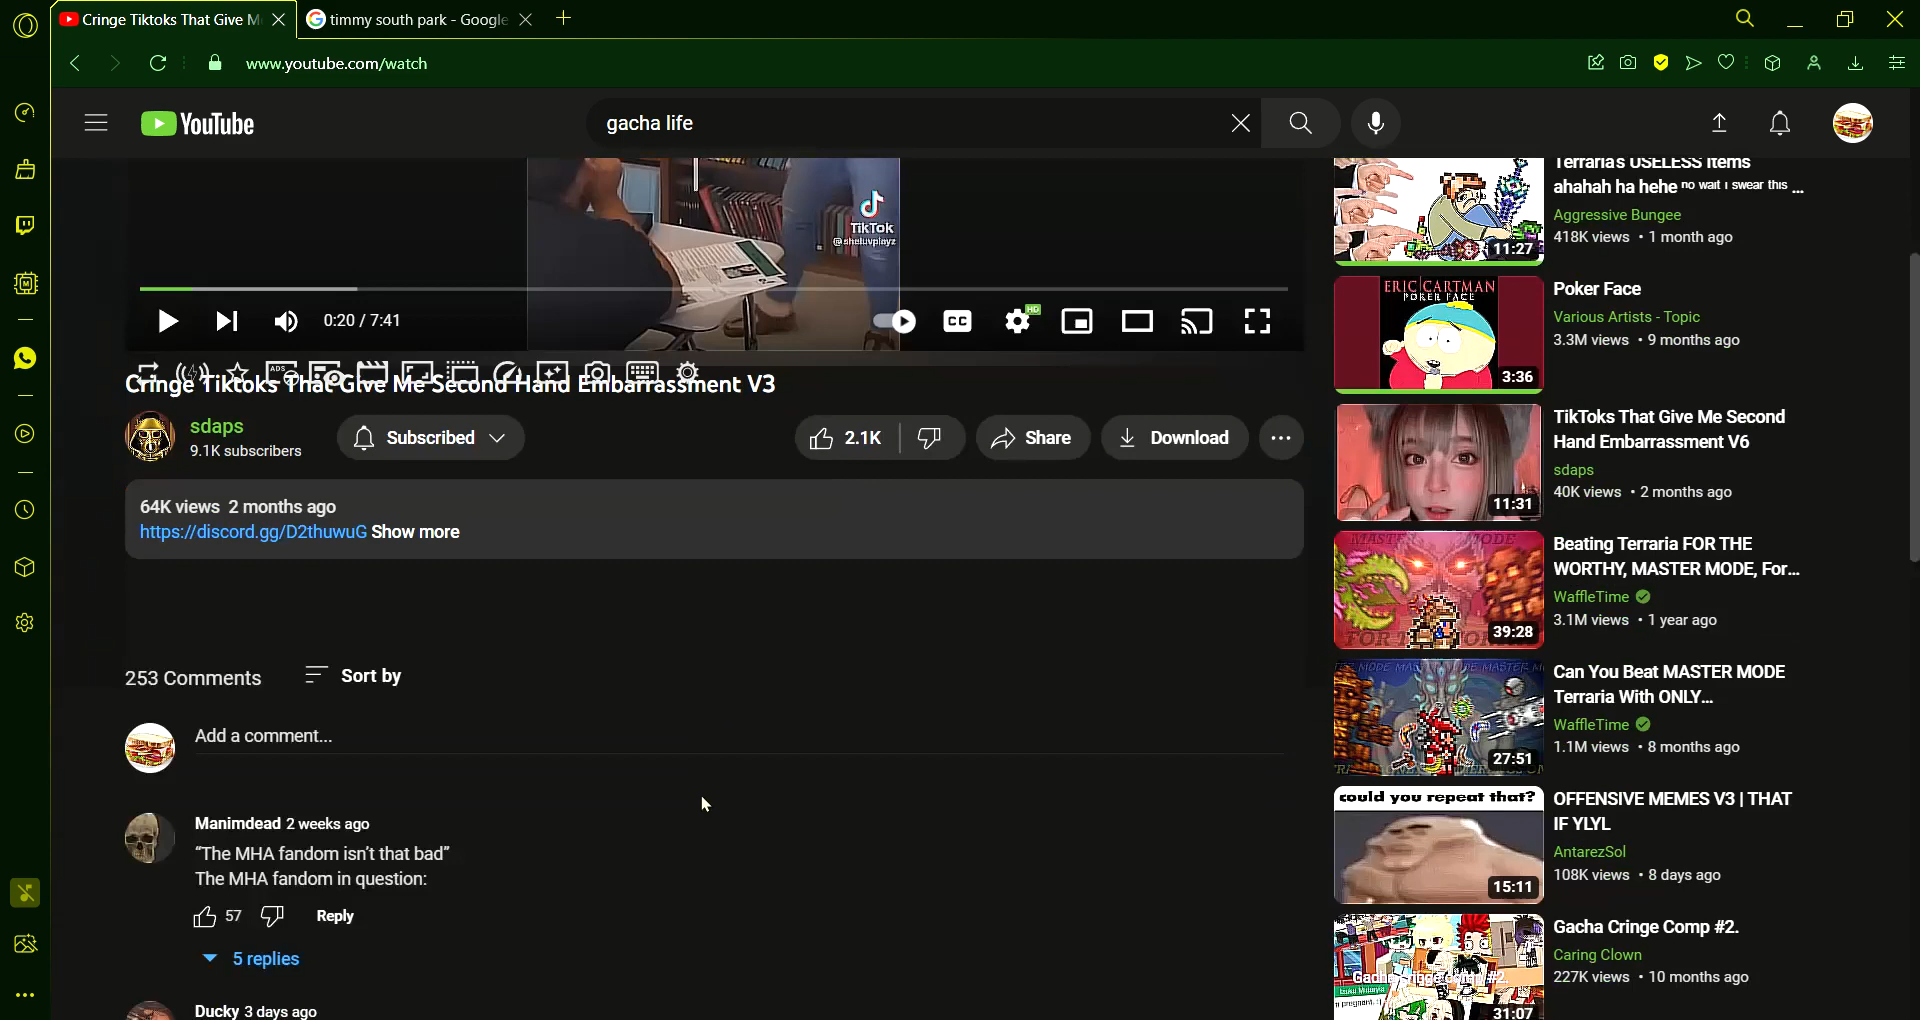 Cringe Tiktoks That Give M
timmy south park - Google
www.youtube.com/watch
YouTube
gacha life
TikTok
@sheluvplayz
0:20 / 7:41
CC
HD
ADS
Cringe Tiktoks That Give Me Second Hand Embarrassment V3
sdaps
9.1K subscribers
Subscribed
2.1K
Share
Download
64K views 2 months ago
https://discord.gg/D2thuwuG Show more
253 Comments
Sort by
Add a comment...
Manimdead 2 weeks ago
"The MHA fandom isn't that bad"
The MHA fandom in question:
57
Reply
5 replies
Ducky 3 days ago
Terraria's USELESS Items
ahahah ha hehe no wait I swear this ...
Aggressive Bungee
418K views • 1 month ago
11:27
ERIC CARTMAN
POKER FACE
3:36
Poker Face
Various Artists - Topic
3.3M views • 9 months ago
11:31
TikToks That Give Me Second
Hand Embarrassment V6
sdaps
40K views • 2 months ago
39:28
Beating Terraria FOR THE
WORTHY, MASTER MODE, For...
WaffleTime
3.1M views • 1 year ago
27:51
Can You Beat MASTER MODE
Terraria With ONLY...
WaffleTime
1.1M views • 8 months ago
could you repeat that?
15:11
OFFENSIVE MEMES V3 | THAT
IF YLYL
AntarezSol
108K views • 8 days ago
31:07
Gacha Cringe Comp #2.
Caring Clown
227K views • 10 months ago